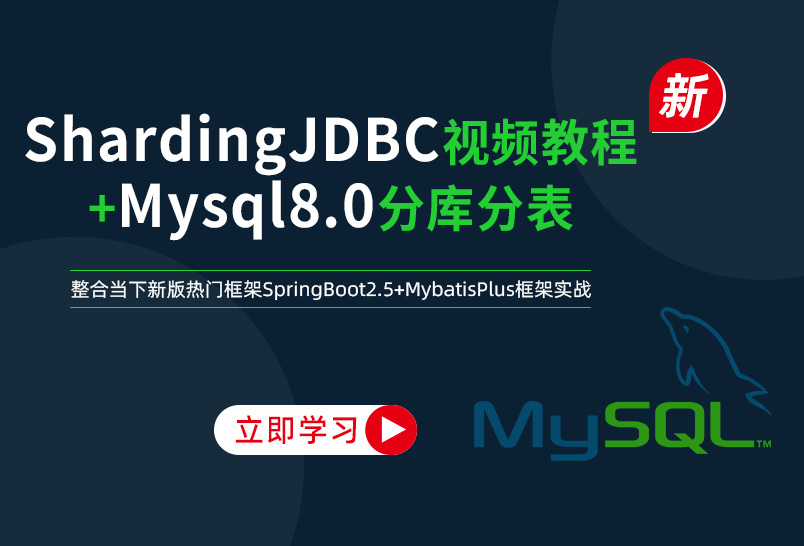 新
ShardingJDBC视频教程
+Mysql8.0分库分表
整合当下新版热门框架SpringBoot2.5+MybatisPlus框架实战
立即学习
MySQL™